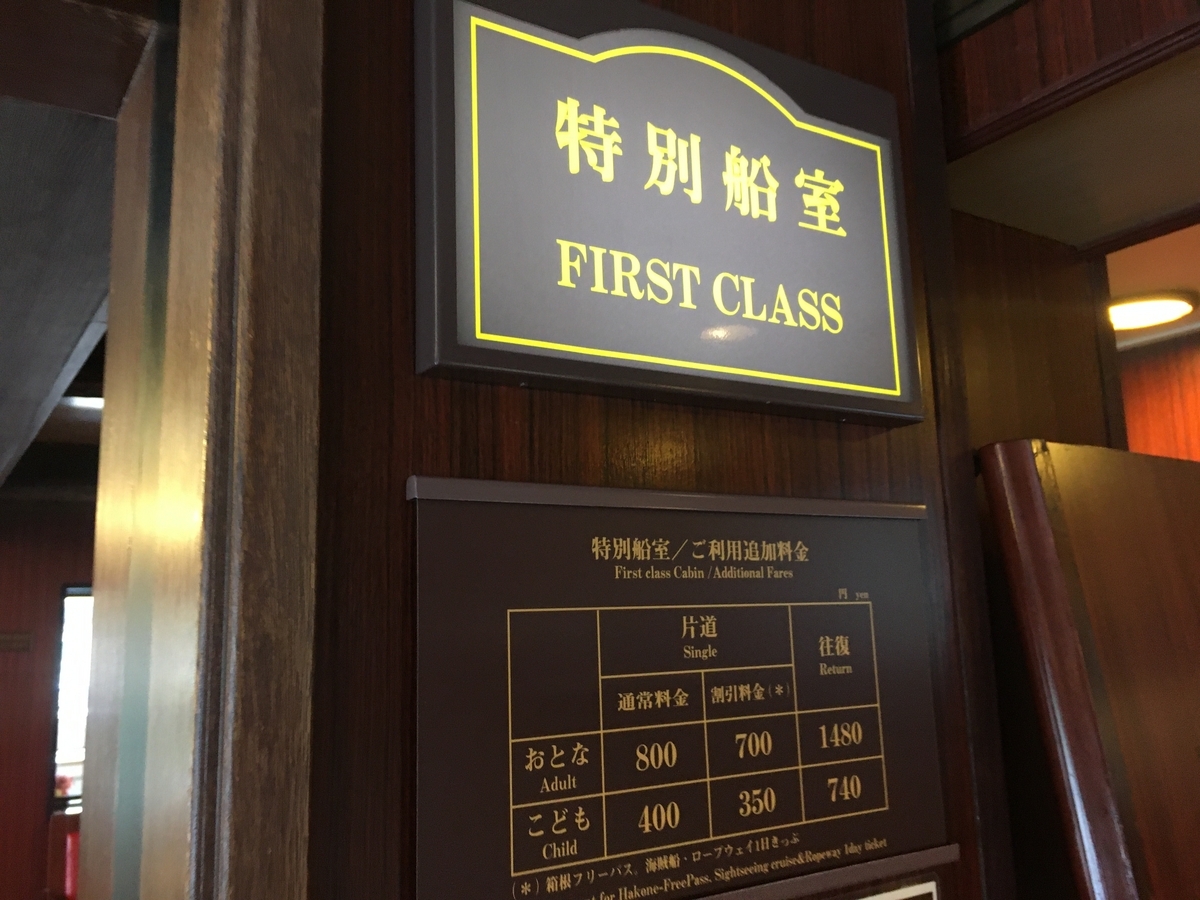 特別船室
FIRST CLASS
特別船室／ご利用追加料金
First class Cabin /Additional Fares
円 yen
片道 往復
Single Return
通常料金 割引料金(＊)
おとな 800 700 1480
Adult
こども 400 350 740
Child
(＊) 箱根フリーパス。海賊船・ロープウェイ1日きっぷ
for Hakone-FreePass. Sightseeing cruise&Ropeway 1day ticket